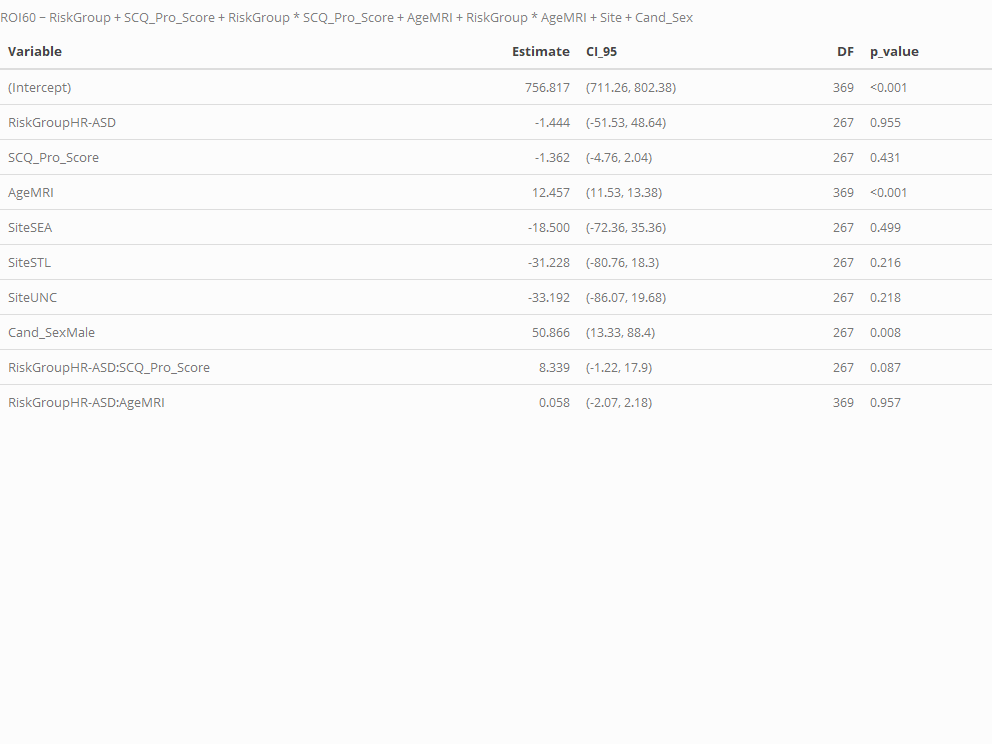 ROI60 ~ RiskGroup + SCQ_Pro_Score + RiskGroup * SCQ_Pro_Score + AgeMRI + RiskGroup * AgeMRI + Site + Cand_Sex
Variable Estimate CI_95 DF p_value
(Intercept) 756.817 (711.26, 802.38) 369 <0.001
RiskGroupHR-ASD -1.444 (-51.53, 48.64) 267 0.955
SCQ_Pro_Score -1.362 (-4.76, 2.04) 267 0.431
AgeMRI 12.457 (11.53, 13.38) 369 <0.001
SiteSEA -18.500 (-72.36, 35.36) 267 0.499
SiteSTL -31.228 (-80.76, 18.3) 267 0.216
SiteUNC -33.192 (-86.07, 19.68) 267 0.218
Cand_SexMale 50.866 (13.33, 88.4) 267 0.008
RiskGroupHR-ASD:SCQ_Pro_Score 8.339 (-1.22, 17.9) 267 0.087
RiskGroupHR-ASD:AgeMRI 0.058 (-2.07, 2.18) 369 0.957